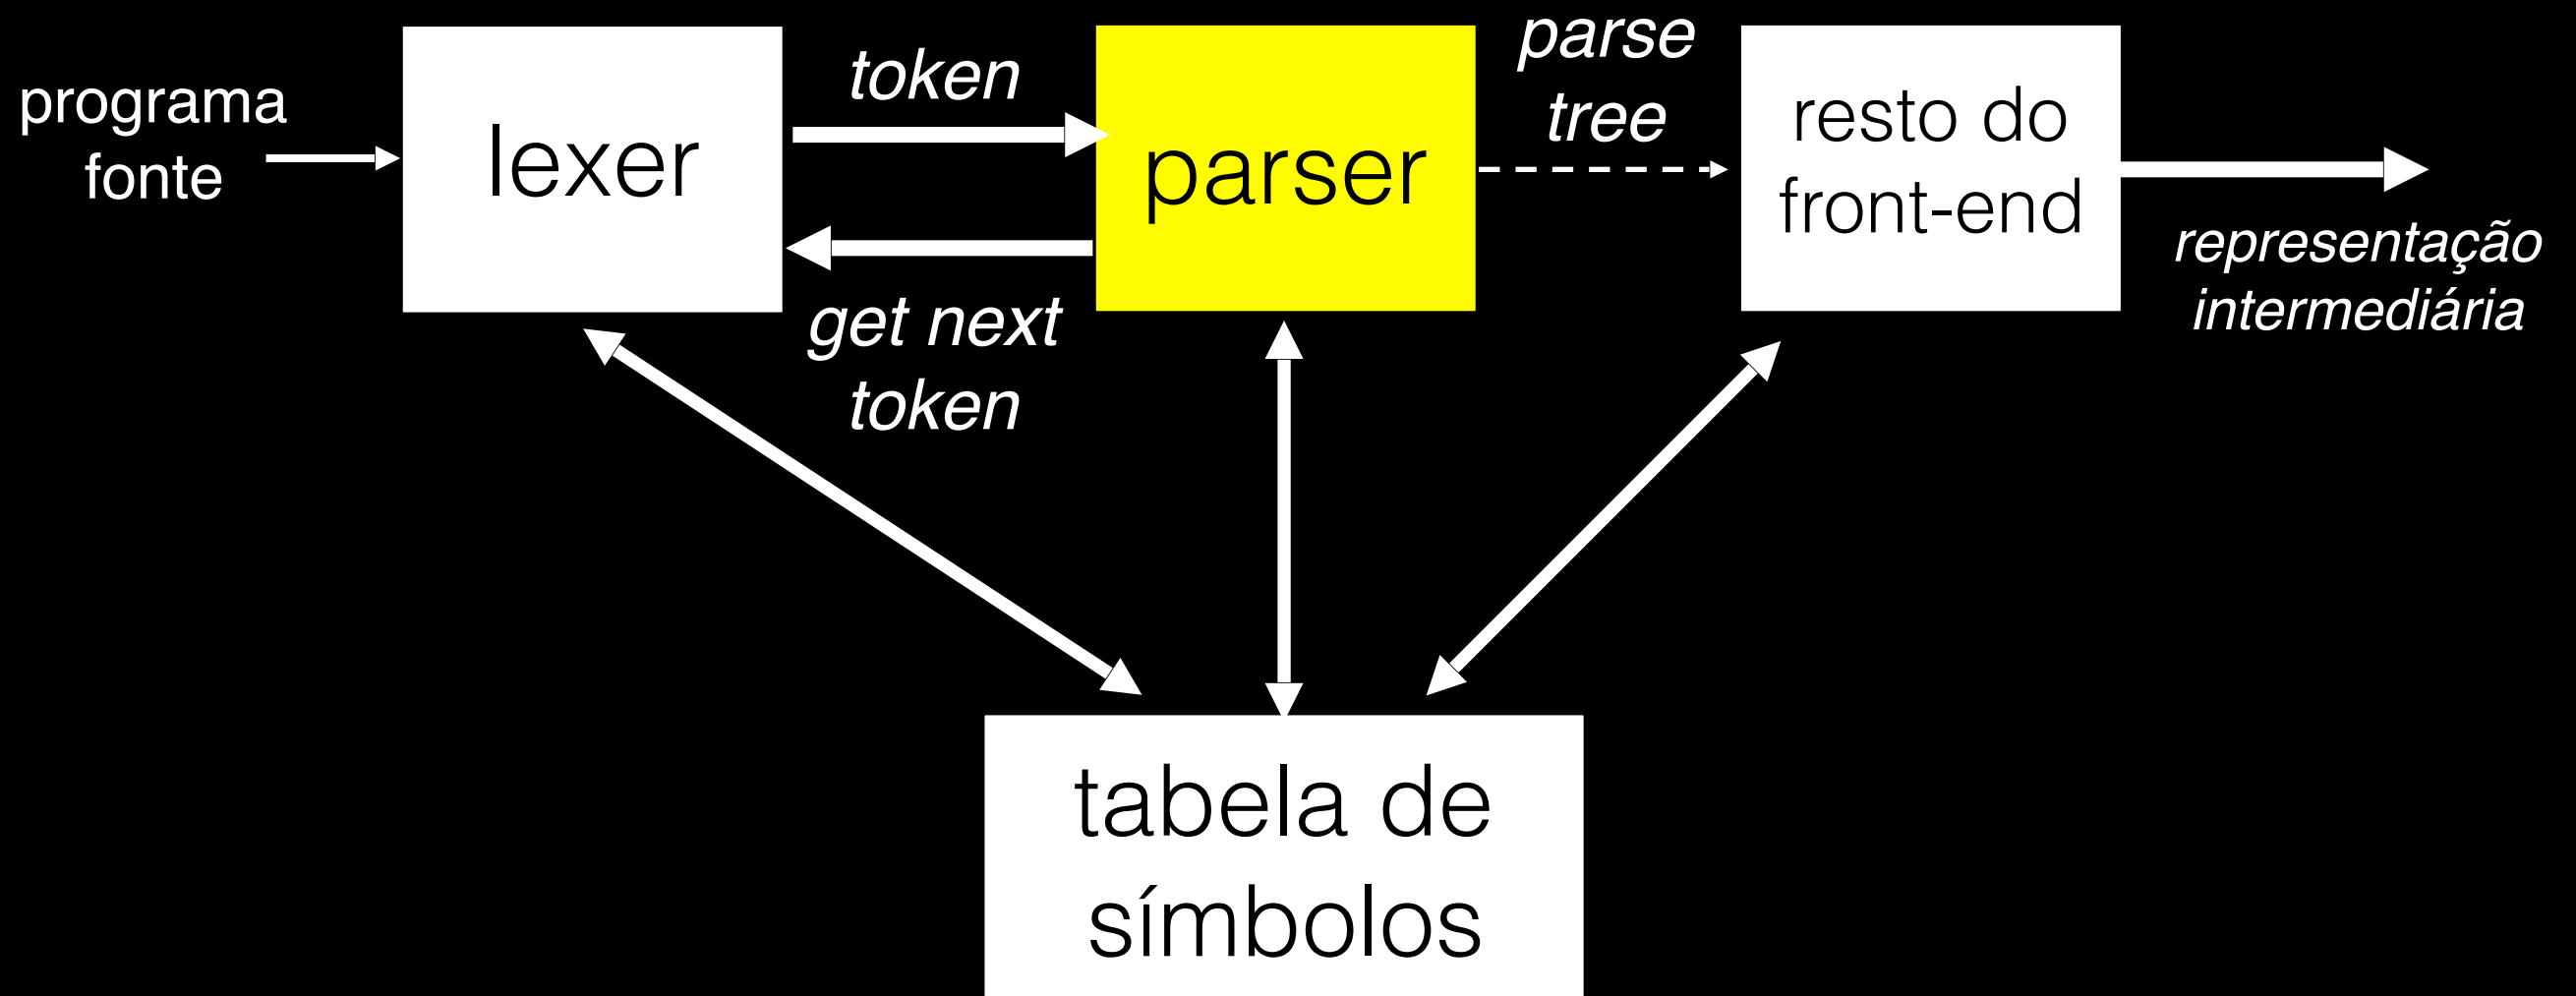 programa
fonte
lexer
token
get next
token
parser
parse
tree
resto do
front-end
representação
intermediária
tabela de
símbolos